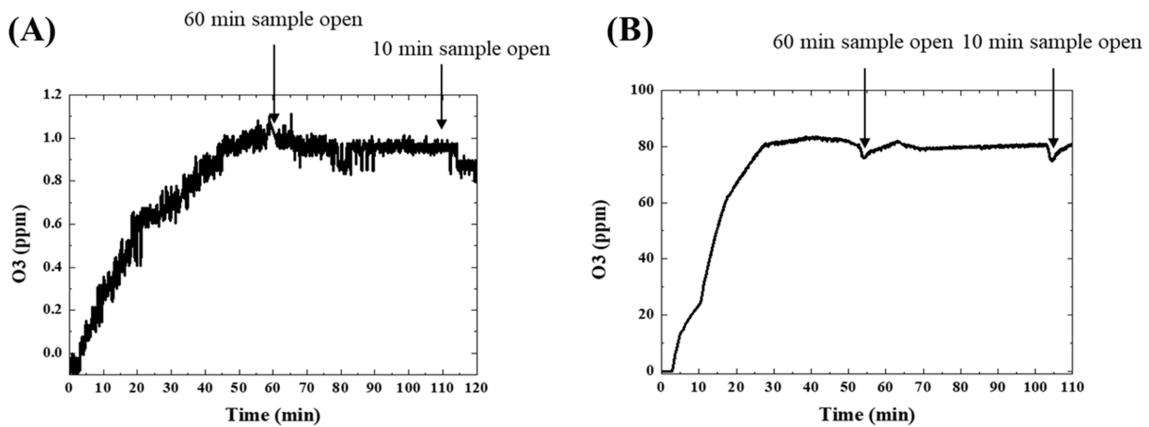 (A)
60 min sample open
10 min sample open
1.2
1.0
0.8
0.6
0.4
0.2
0.0
O3 (ppm)
0 10 20 30 40 50 60 70 80 90 100 110 120
Time (min)
(B)
60 min sample open 10 min sample open
100
80
60
40
20
0
O3 (ppm)
0 10 20 30 40 50 60 70 80 90 100 110
Time (min)